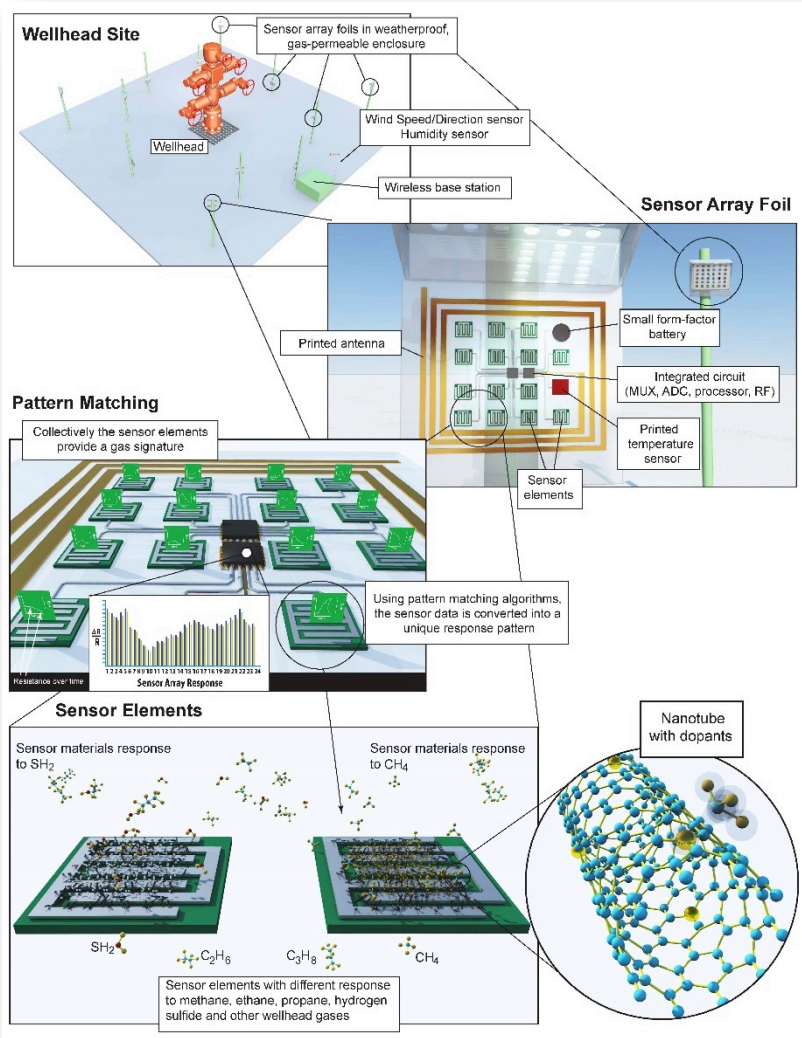 Wellhead Site
Sensor array foils in weatherproof,
gas-permeable enclosure
Wind Speed/Direction sensor
Humidity sensor
Wellhead
Wireless base station
Sensor Array Foil
Printed antenna
Small form-factor
battery
Integrated circuit
(MUX, ADC, processor, RF)
Printed
temperature
sensor
Sensor
elements
Pattern Matching
Collectively the sensor elements
provide a gas signature
Using pattern matching algorithms,
the sensor data is converted into a
unique response pattern
ΔR
R
1 2 3 4 5 6 7 8 9 10 11 12 13 14 15 16 17 18 19 20 21 22 23 24
Sensor Array Response
Resistance over time
Sensor Elements
Sensor materials response
to SH₂
Sensor materials response
to CH₄
Nanotube
with dopants
SH₂
C₂H₆
C₃H₈
CH₄
Sensor elements with different response
to methane, ethane, propane, hydrogen
sulfide and other wellhead gases